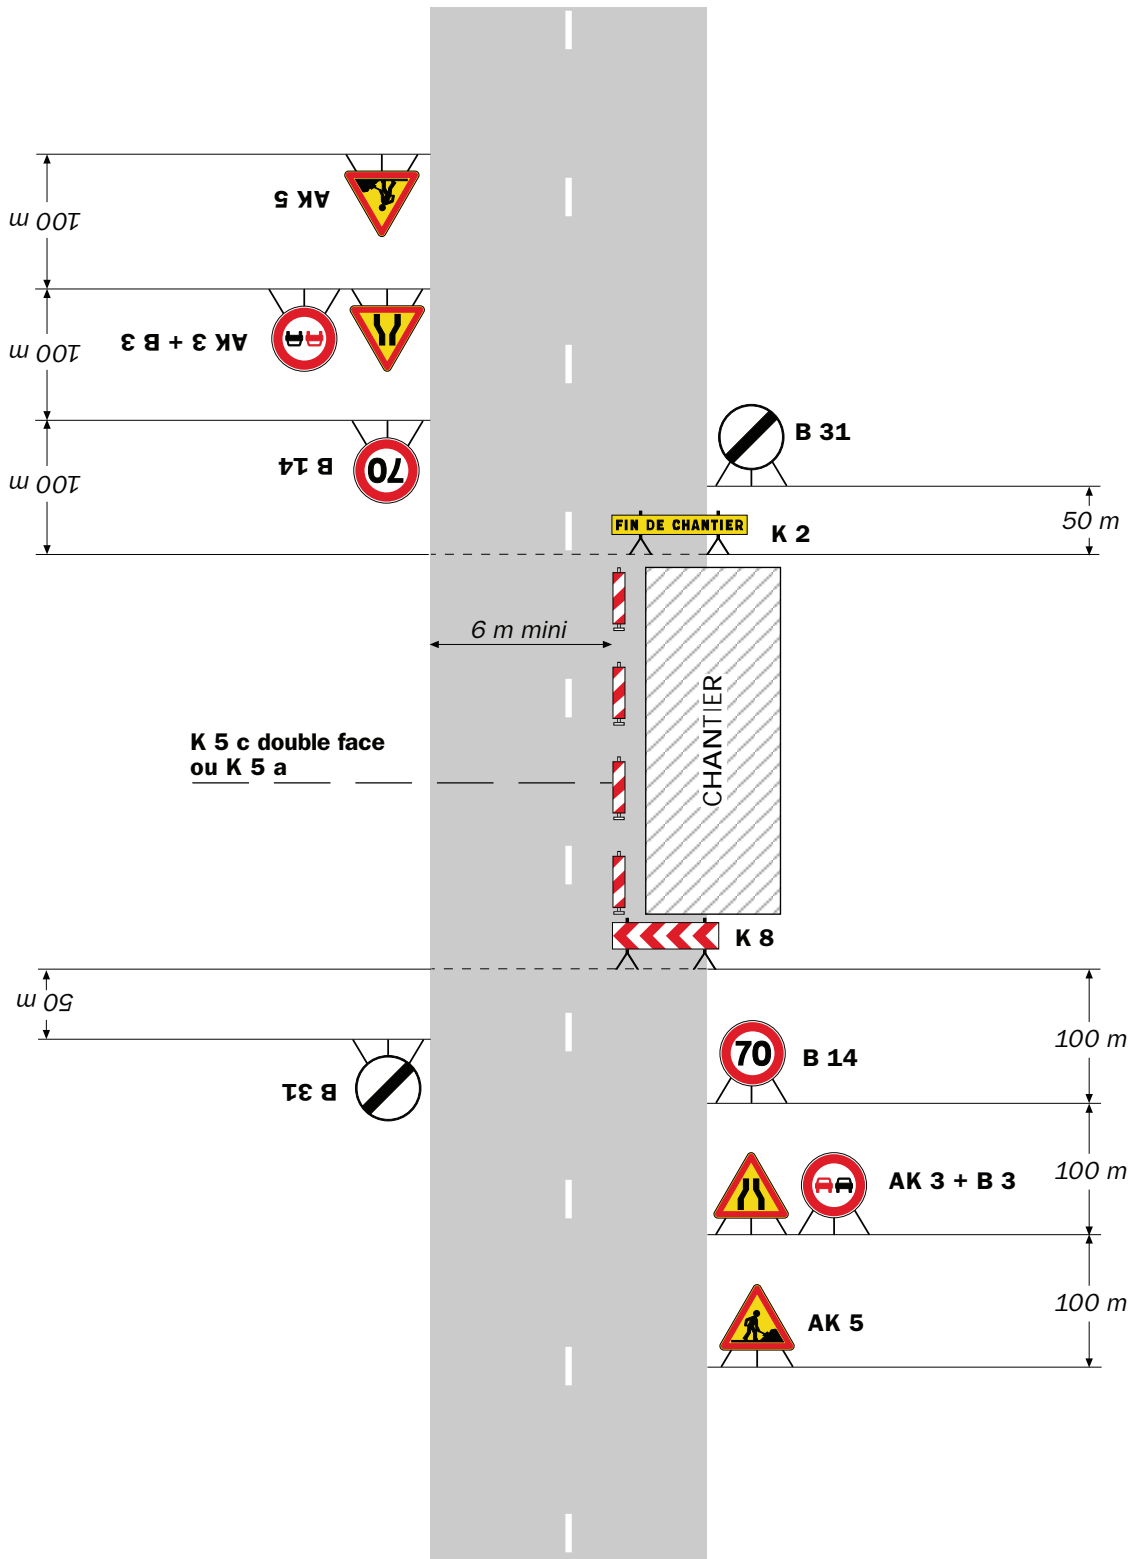 AK 5
100 m
AK 3 + B 3
100 m
B 14
70
100 m
B 31
50 m
FIN DE CHANTIER
K 2
6 m mini
CHANTIER
K 5 c double face
ou K 5 a
K 8
50 m
B 31
70
B 14
100 m
AK 3 + B 3
100 m
AK 5
100 m